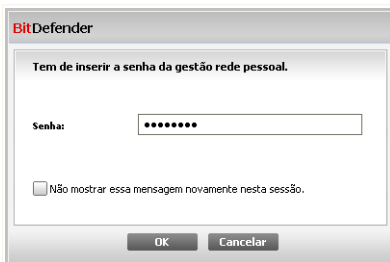 BitDefender
Tem de inserir a senha da gestão rede pessoal.
Senha: ••••••••
Não mostrar essa mensagem novamente nesta sessão.
OK Cancelar